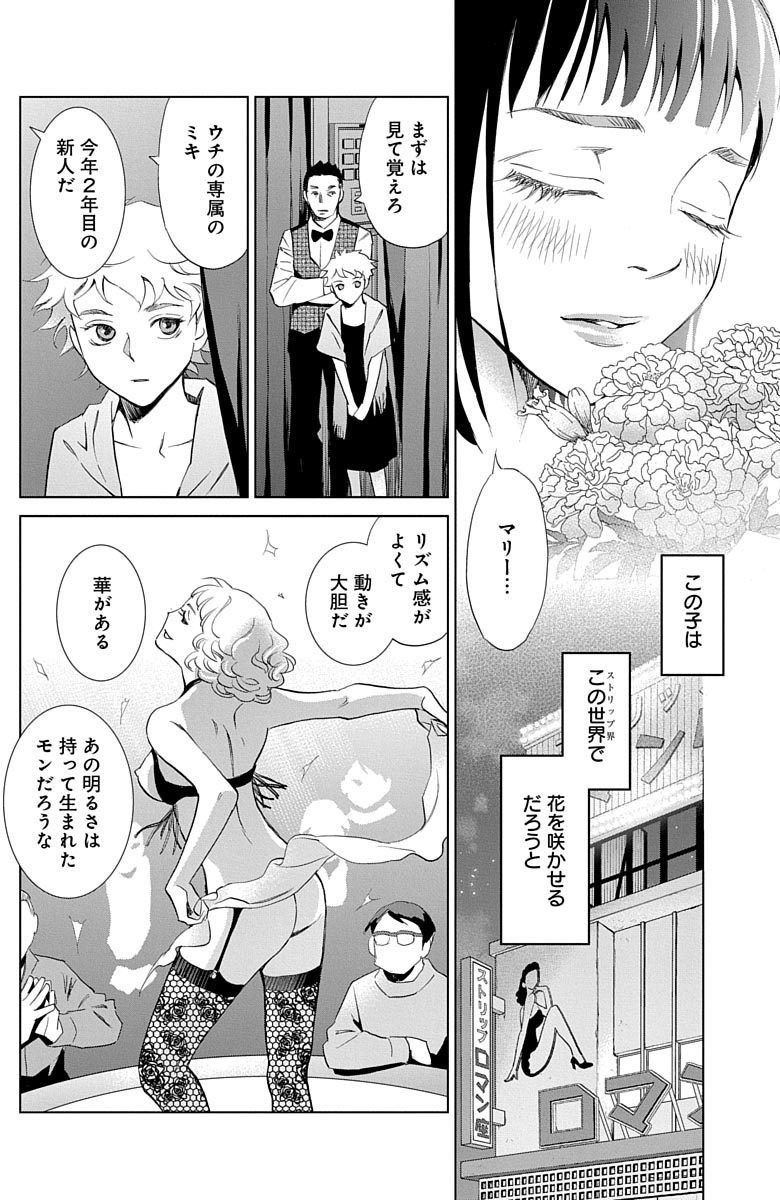 マリー…
この子は
この世界で
ストリップ界
花を咲かせる
だろうと
ストリップ
ロマン座
ロマン
まずは
見て覚えろ
ウチの専属の
ミキ
今年2年目の
新人だ
リズム感が
よくて
動きが
大胆だ
華がある
あの明るさは
持って生まれた
モンだろうな